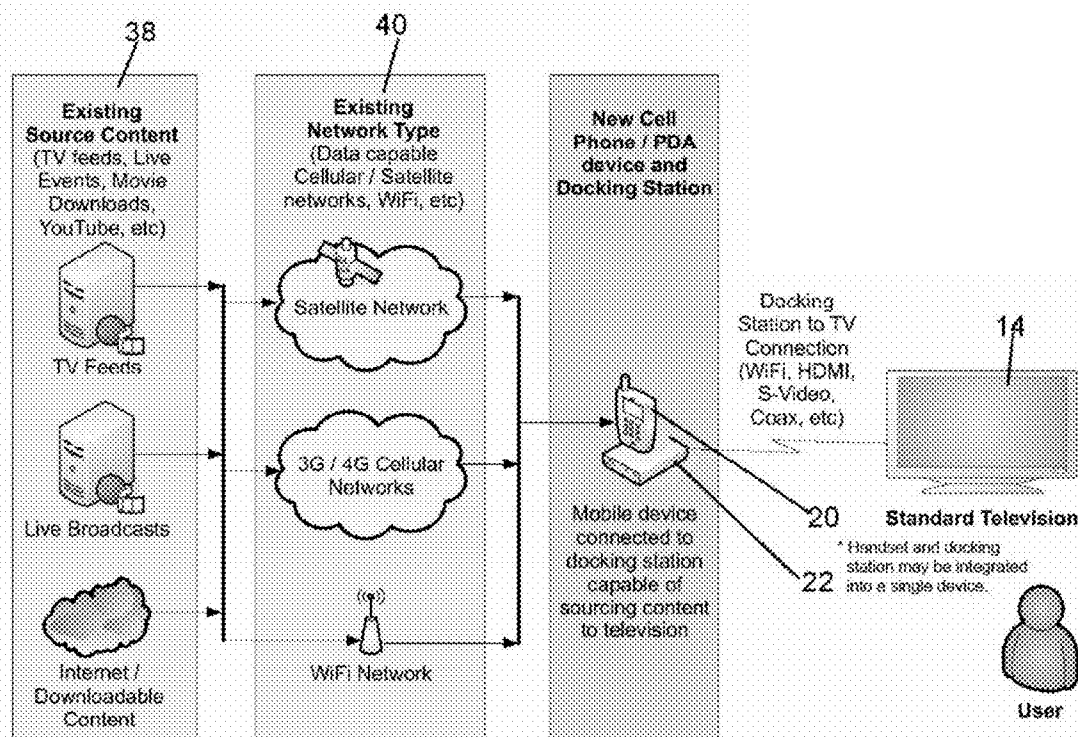 38
Existing
Source Content
(TV feeds, Live
Events, Movie
Downloads,
YouTube, etc)
TV Feeds
Live Broadcasts
Internet /
Downloadable
Content
40
Existing
Network Type
(Data capable
Cellular / Satellite
networks, WiFi, etc)
Satellite Network
3G / 4G Cellular
Networks
WiFi Network
New Cell
Phone / PDA
device and
Docking Station
Mobile device
connected to
docking station
capable of
sourcing content
to television
Docking
Station to TV
Connection
(WiFi, HDMI,
S-Video,
Coax, etc)
14
20
22
Standard Television
* Handset and docking
station may be integrated
into a single device.
User